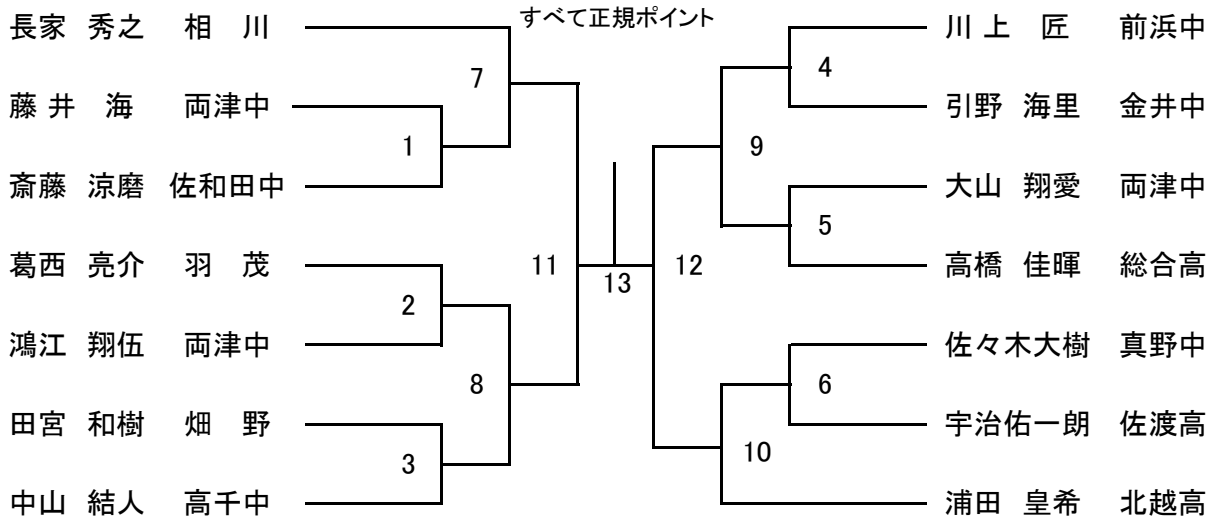 すべて正規ポイント
長家 秀之 相 川
藤井 海 両津中
斎藤 涼磨 佐和田中
葛西 亮介 羽 茂
鴻江 翔伍 両津中
田宮 和樹 畑 野
中山 結人 高千中
7
1
2
8
3
11
13
12
4
9
5
6
10
川上 匠 前浜中
引野 海里 金井中
大山 翔愛 両津中
高橋 佳暉 総合高
佐々木大樹 真野中
宇治佑一朗 佐渡高
浦田 皇希 北越高